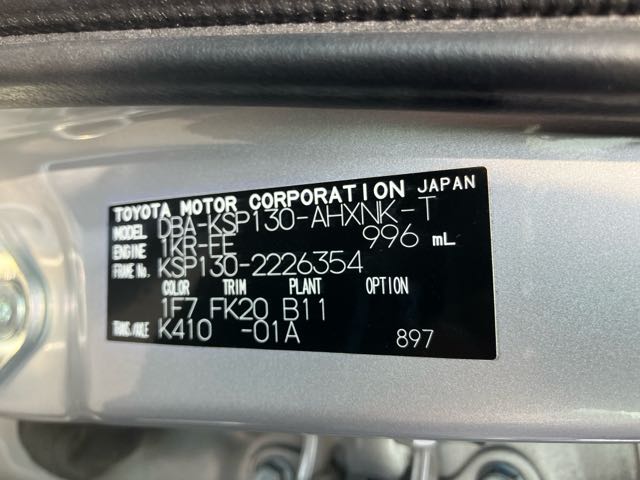 TOYOTA MOTOR CORPORATION JAPAN
MODEL DBA-KSP130-AHXNK-T
ENGINE 1KR-FE 996 mL
FRAME No. KSP130-2226354
COLOR TRIM PLANT OPTION
1F7 FK20 B11
TRANS./AXLE K410 -01A 897